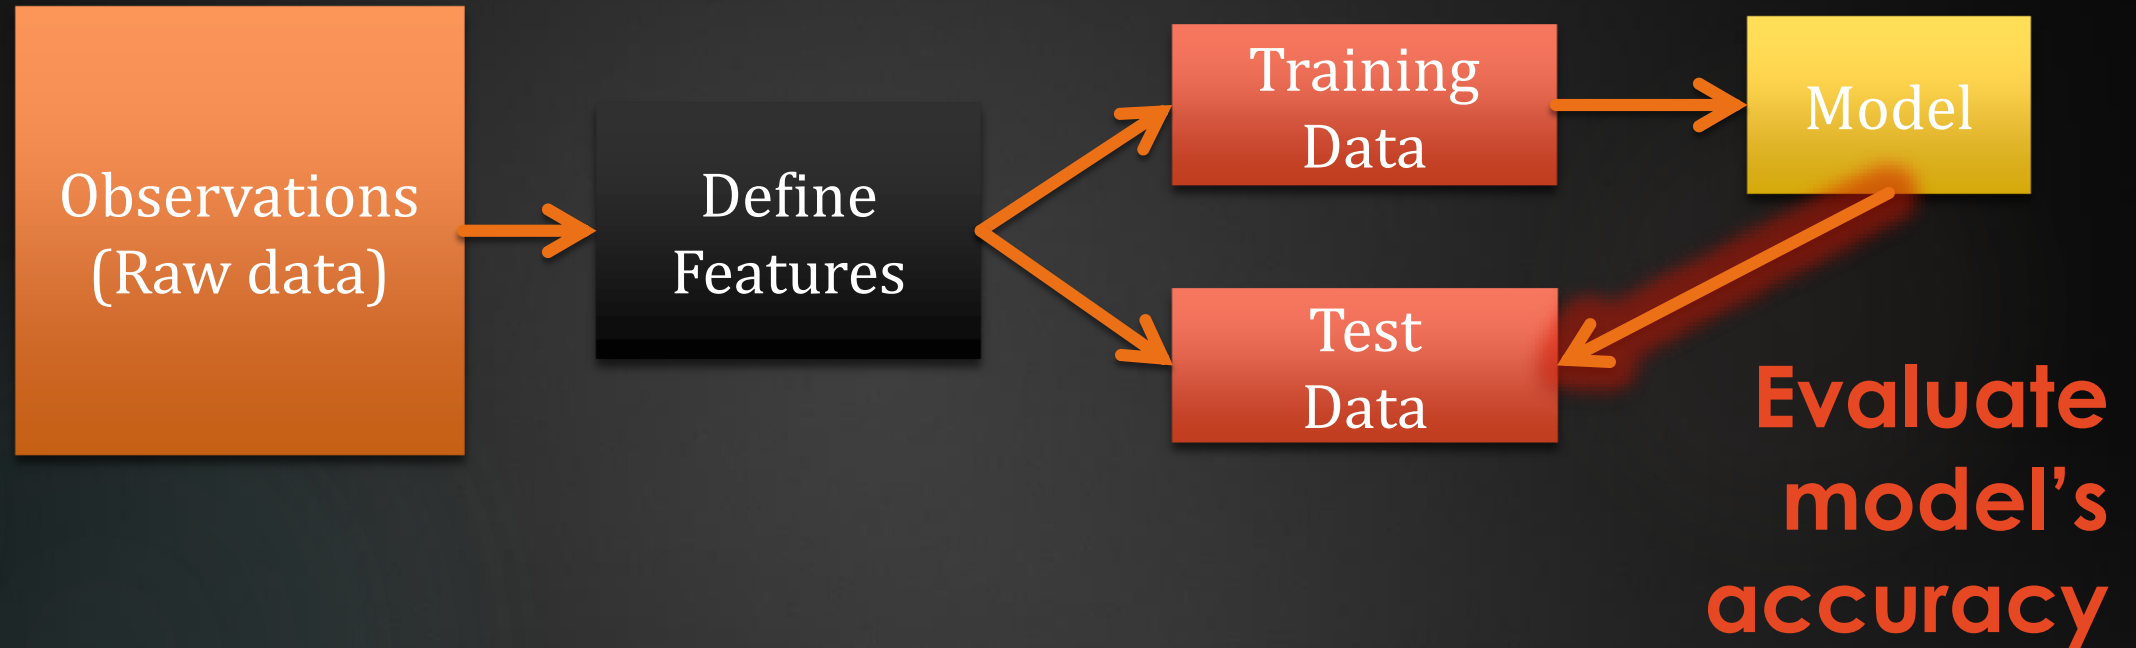 Observations
(Raw data)
Define
Features
Training
Data
Model
Test
Data
Evaluate
model’s
accuracy